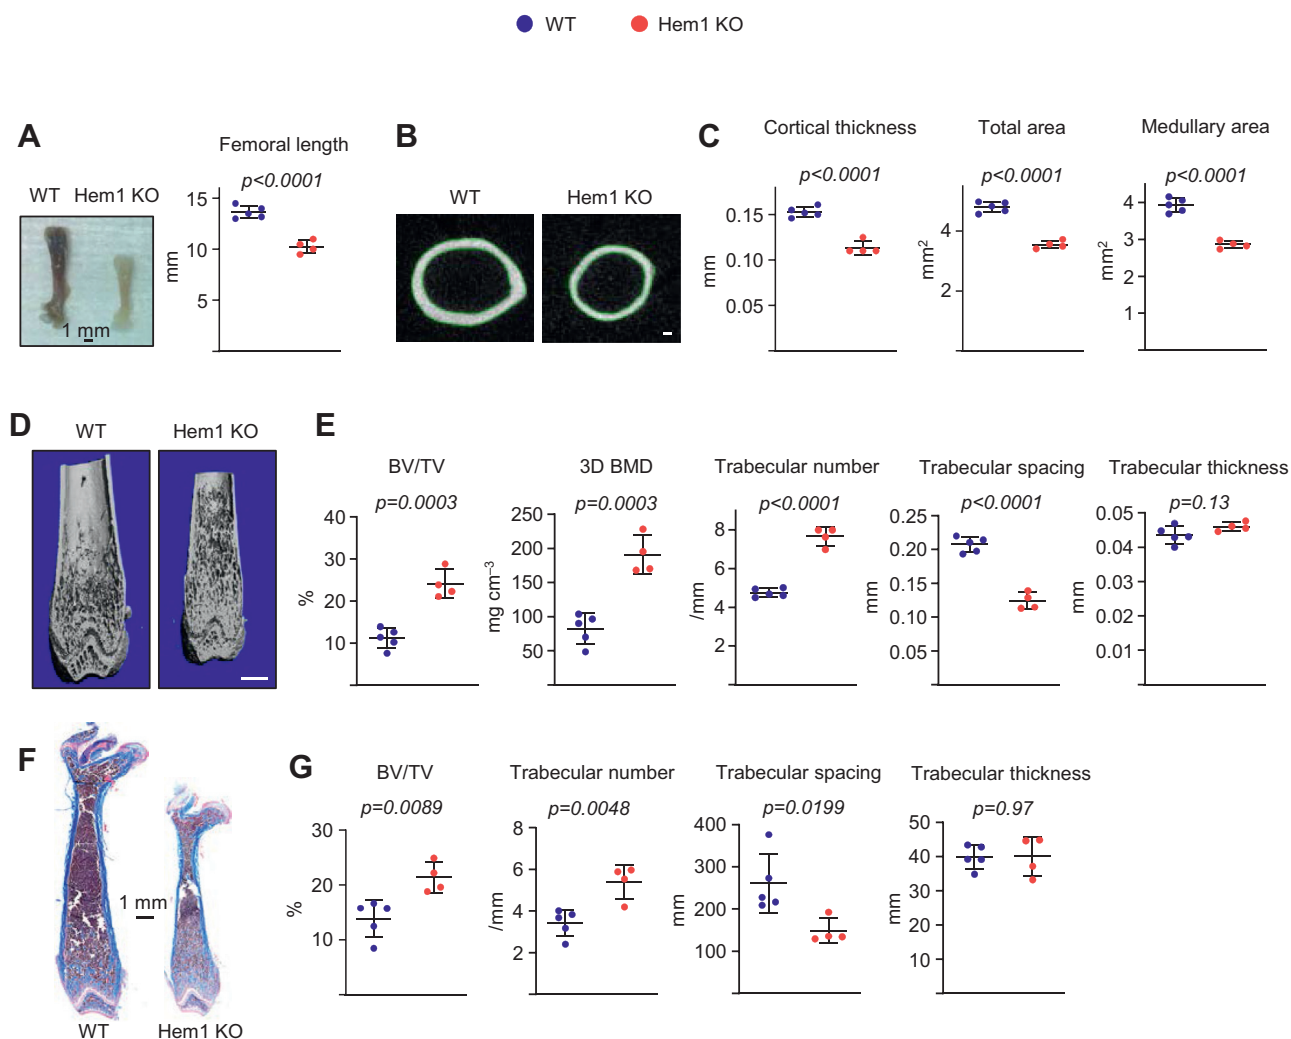 WT Hem1 KO
A
Femoral length
p<0.0001
WT Hem1 KO
1 mm
mm
15
10
5
B
WT Hem1 KO
C
Cortical thickness
p<0.0001
mm
0.15
0.10
0.05
Total area
p<0.0001
mm²
4
2
Medullary area
p<0.0001
mm²
4
3
2
1
D
WT Hem1 KO
E
BV/TV
p=0.0003
%
40
30
20
10
3D BMD
p=0.0003
mg cm⁻³
250
200
150
100
50
Trabecular number
p<0.0001
/mm
8
6
4
2
Trabecular spacing
p<0.0001
mm
0.25
0.20
0.15
0.10
0.05
Trabecular thickness
p=0.13
mm
0.05
0.04
0.03
0.02
0.01
F
1 mm
WT Hem1 KO
G
BV/TV
p=0.0089
%
30
20
10
Trabecular number
p=0.0048
/mm
8
6
4
2
Trabecular spacing
p=0.0199
mm
400
300
200
100
Trabecular thickness
p=0.97
mm
50
40
30
20
10